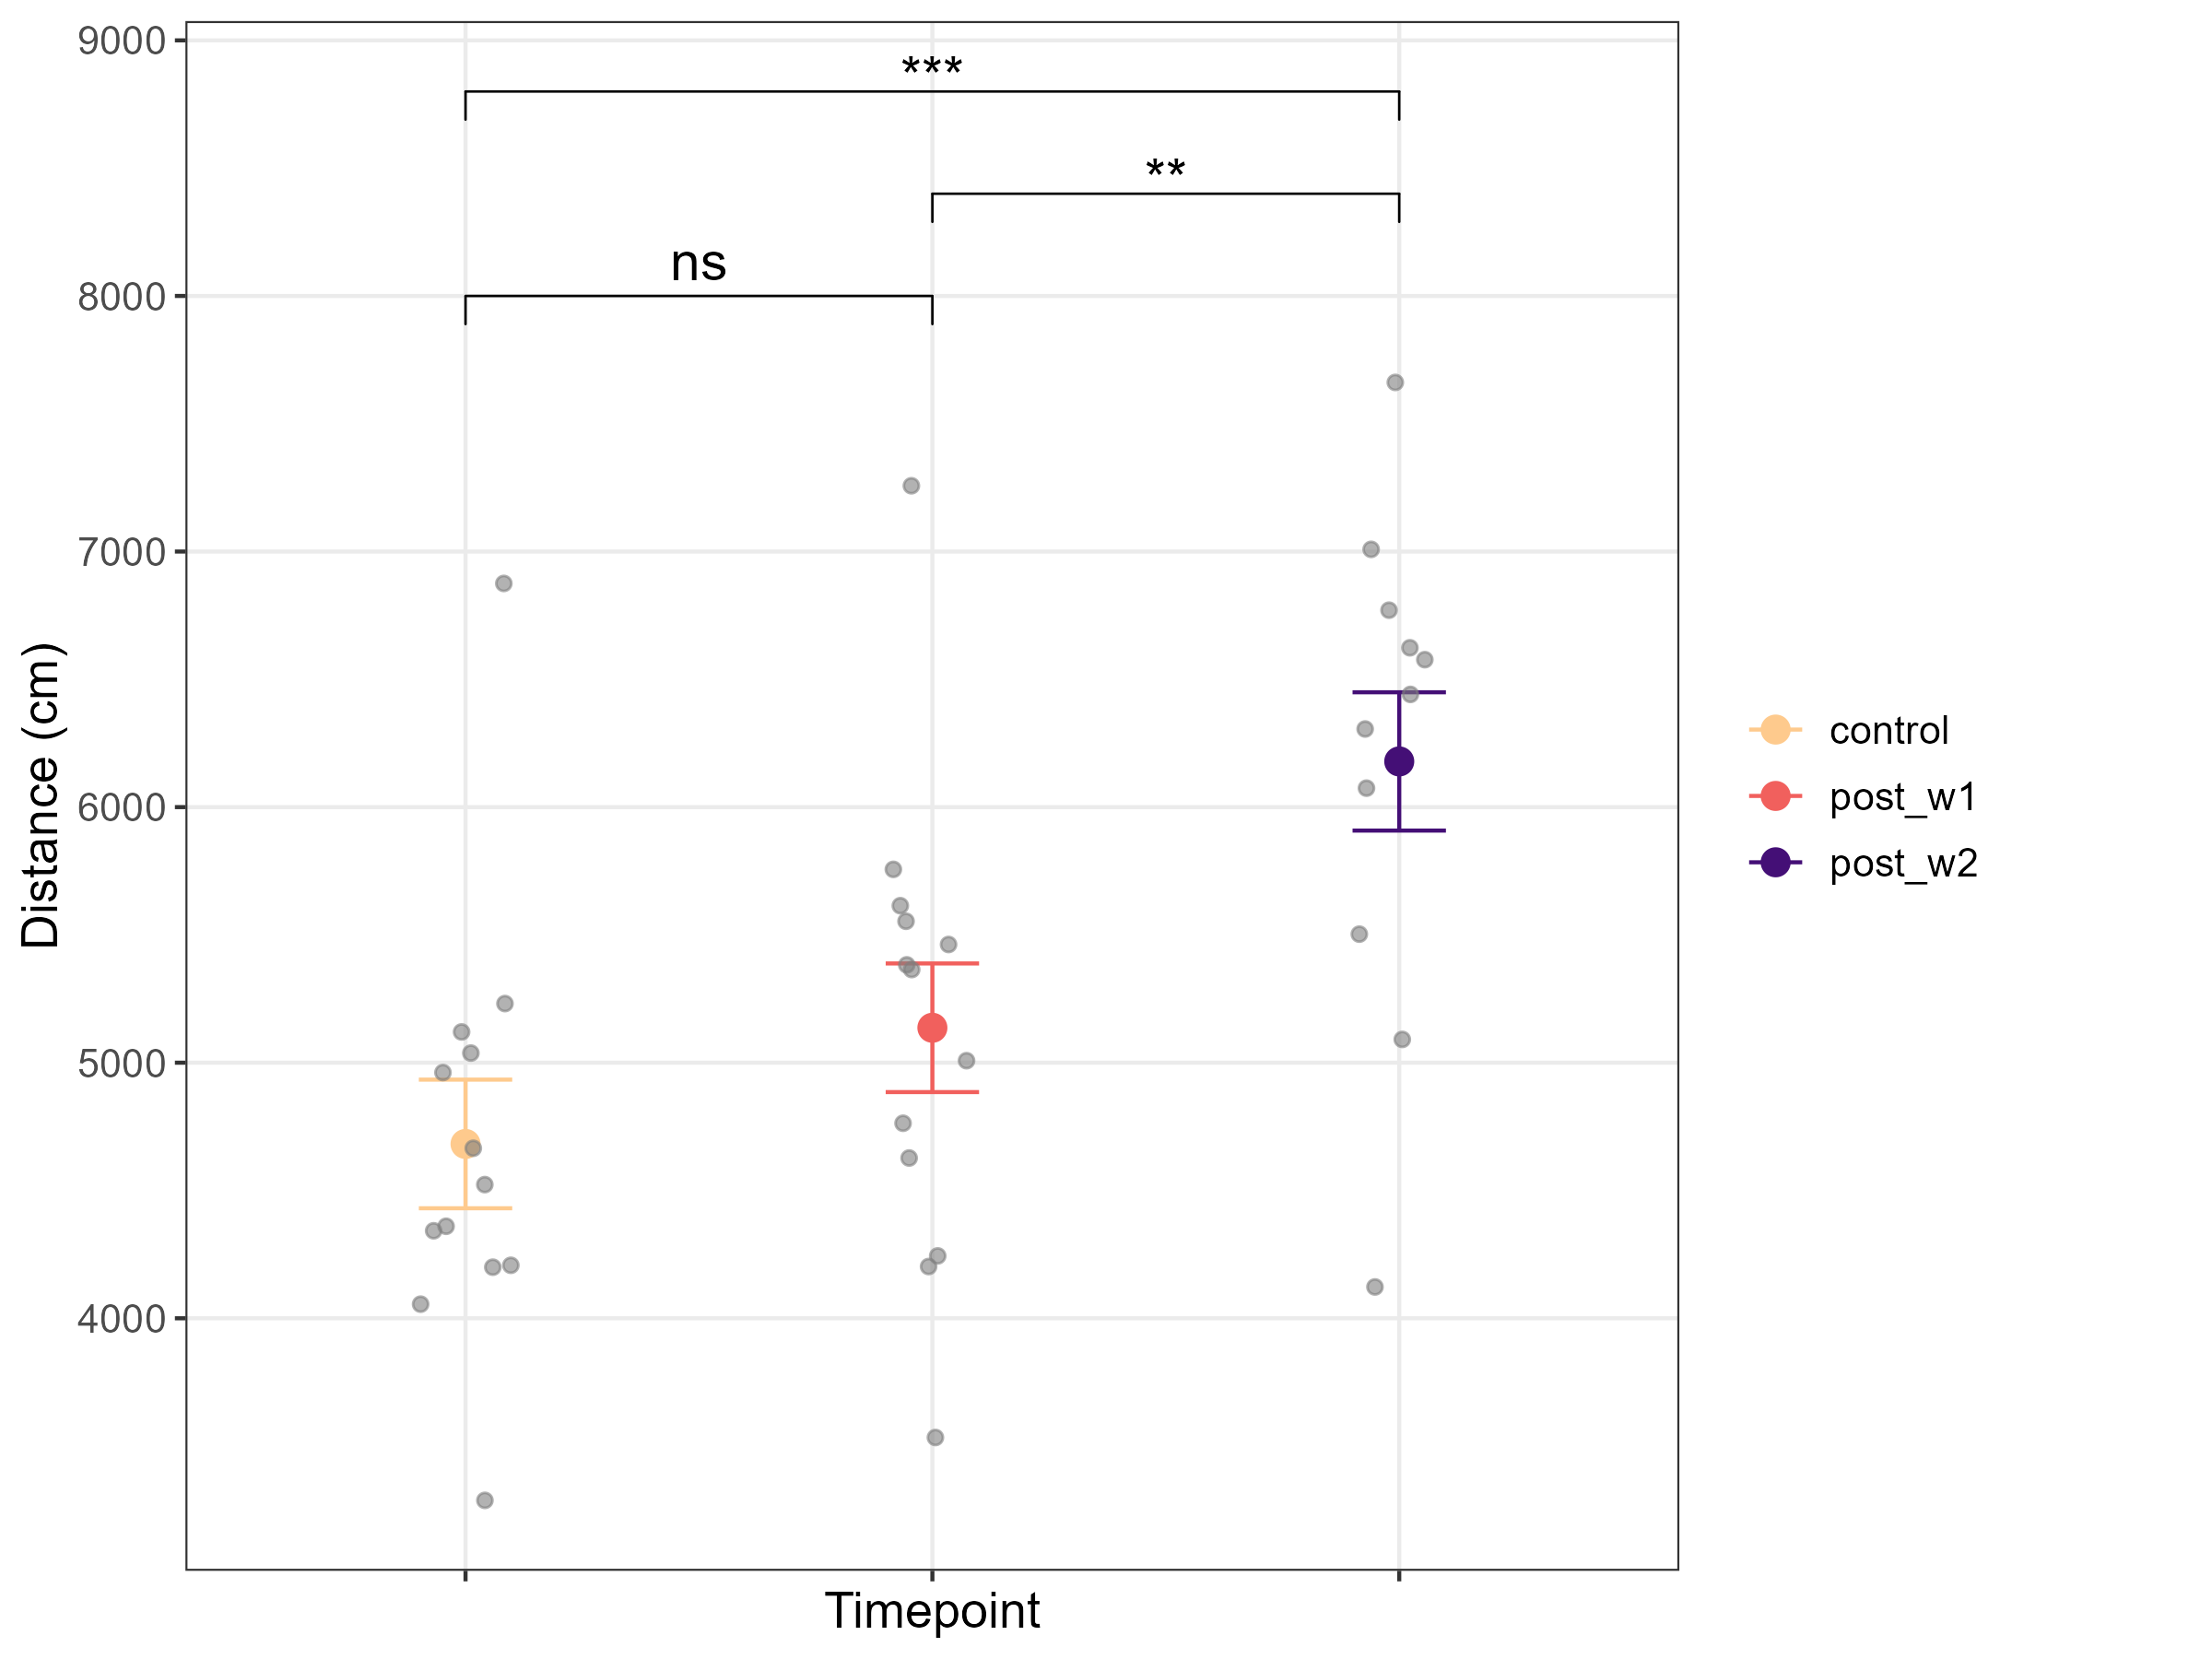 9000
8000
7000
6000
5000
4000
Distance (cm)
***
**
ns
Timepoint
control
post_w1
post_w2